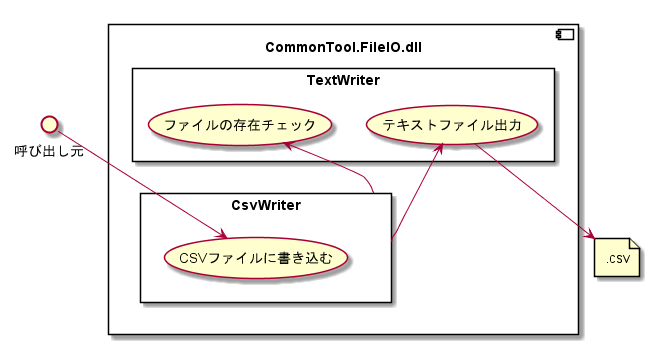 CommonTool.FileIO.dll
TextWriter
ファイルの存在チェック
テキストファイル出力
呼び出し元
CsvWriter
CSVファイルに書き込む
.CSV